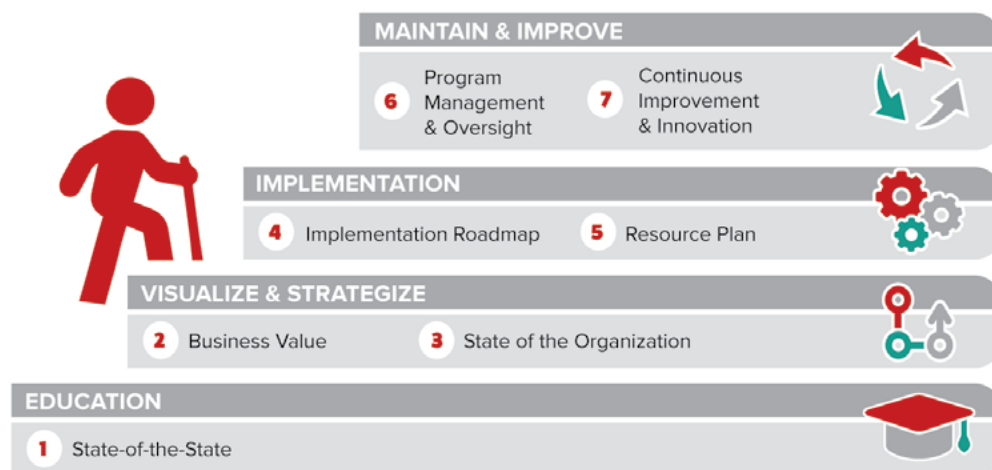 MAINTAIN & IMPROVE
6 Program Management & Oversight
7 Continuous Improvement & Innovation
IMPLEMENTATION
4 Implementation Roadmap
5 Resource Plan
VISUALIZE & STRATEGIZE
2 Business Value
3 State of the Organization
EDUCATION
1 State-of-the-State